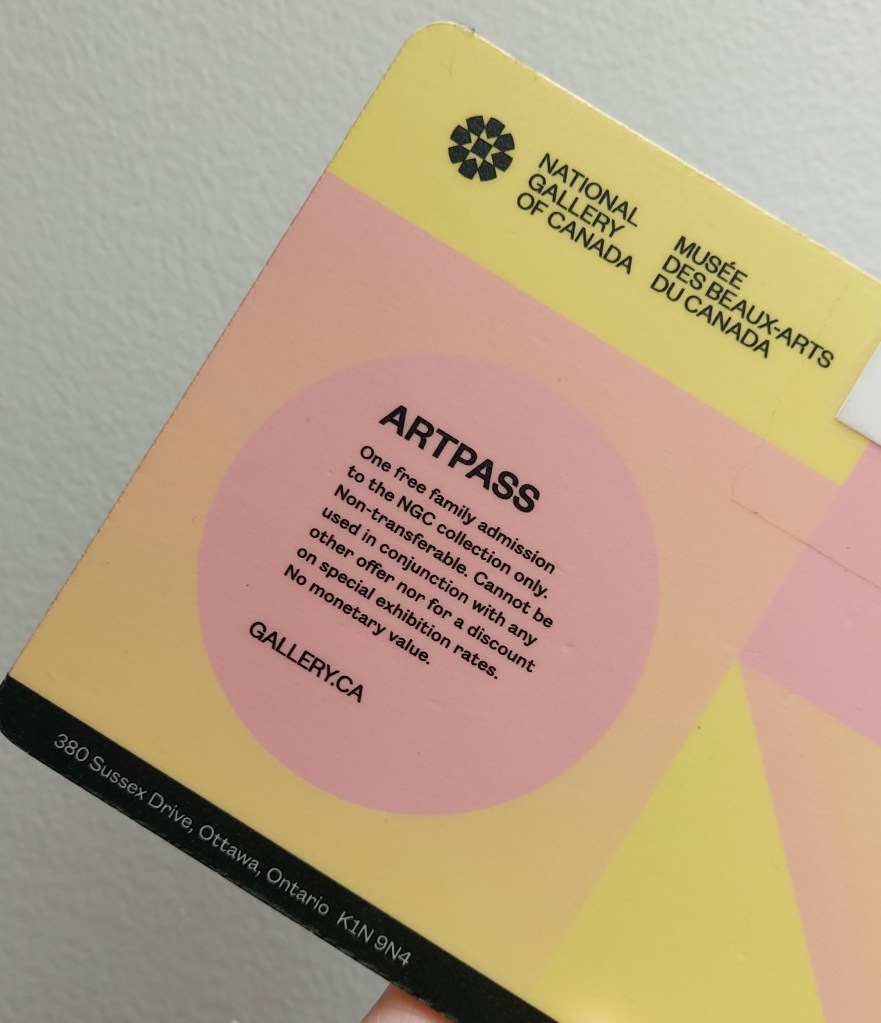 NATIONAL
GALLERY
OF CANADA
MUSÉE
DES BEAUX-ARTS
DU CANADA
ARTPASS
One free family admission
to the NGC collection only.
Non-transferable. Cannot be
used in conjunction with any
other offer nor for a discount
on special exhibition rates.
No monetary value.
GALLERY.CA
380 Sussex Drive, Ottawa, Ontario K1N 9N4